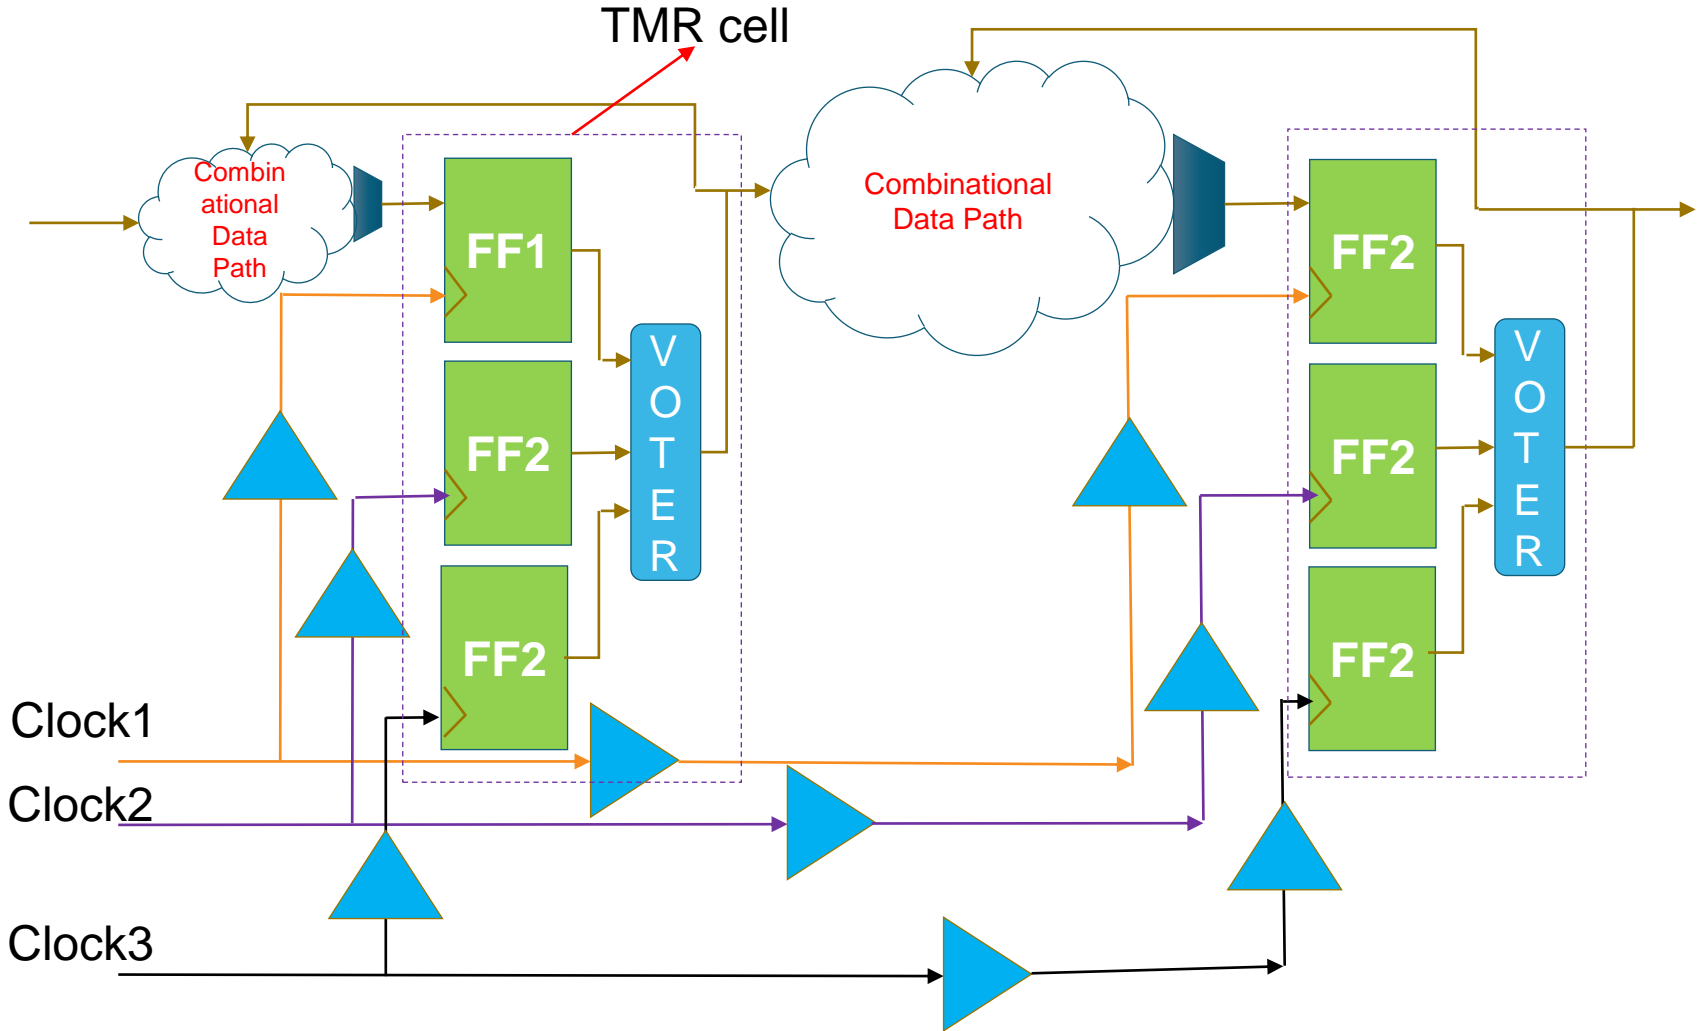 TMR cell
Combin
ational
Data
Path
FF1
FF2
FF2
V
O
T
E
R
Combinational
Data Path
FF2
FF2
FF2
V
O
T
E
R
Clock1
Clock2
Clock3